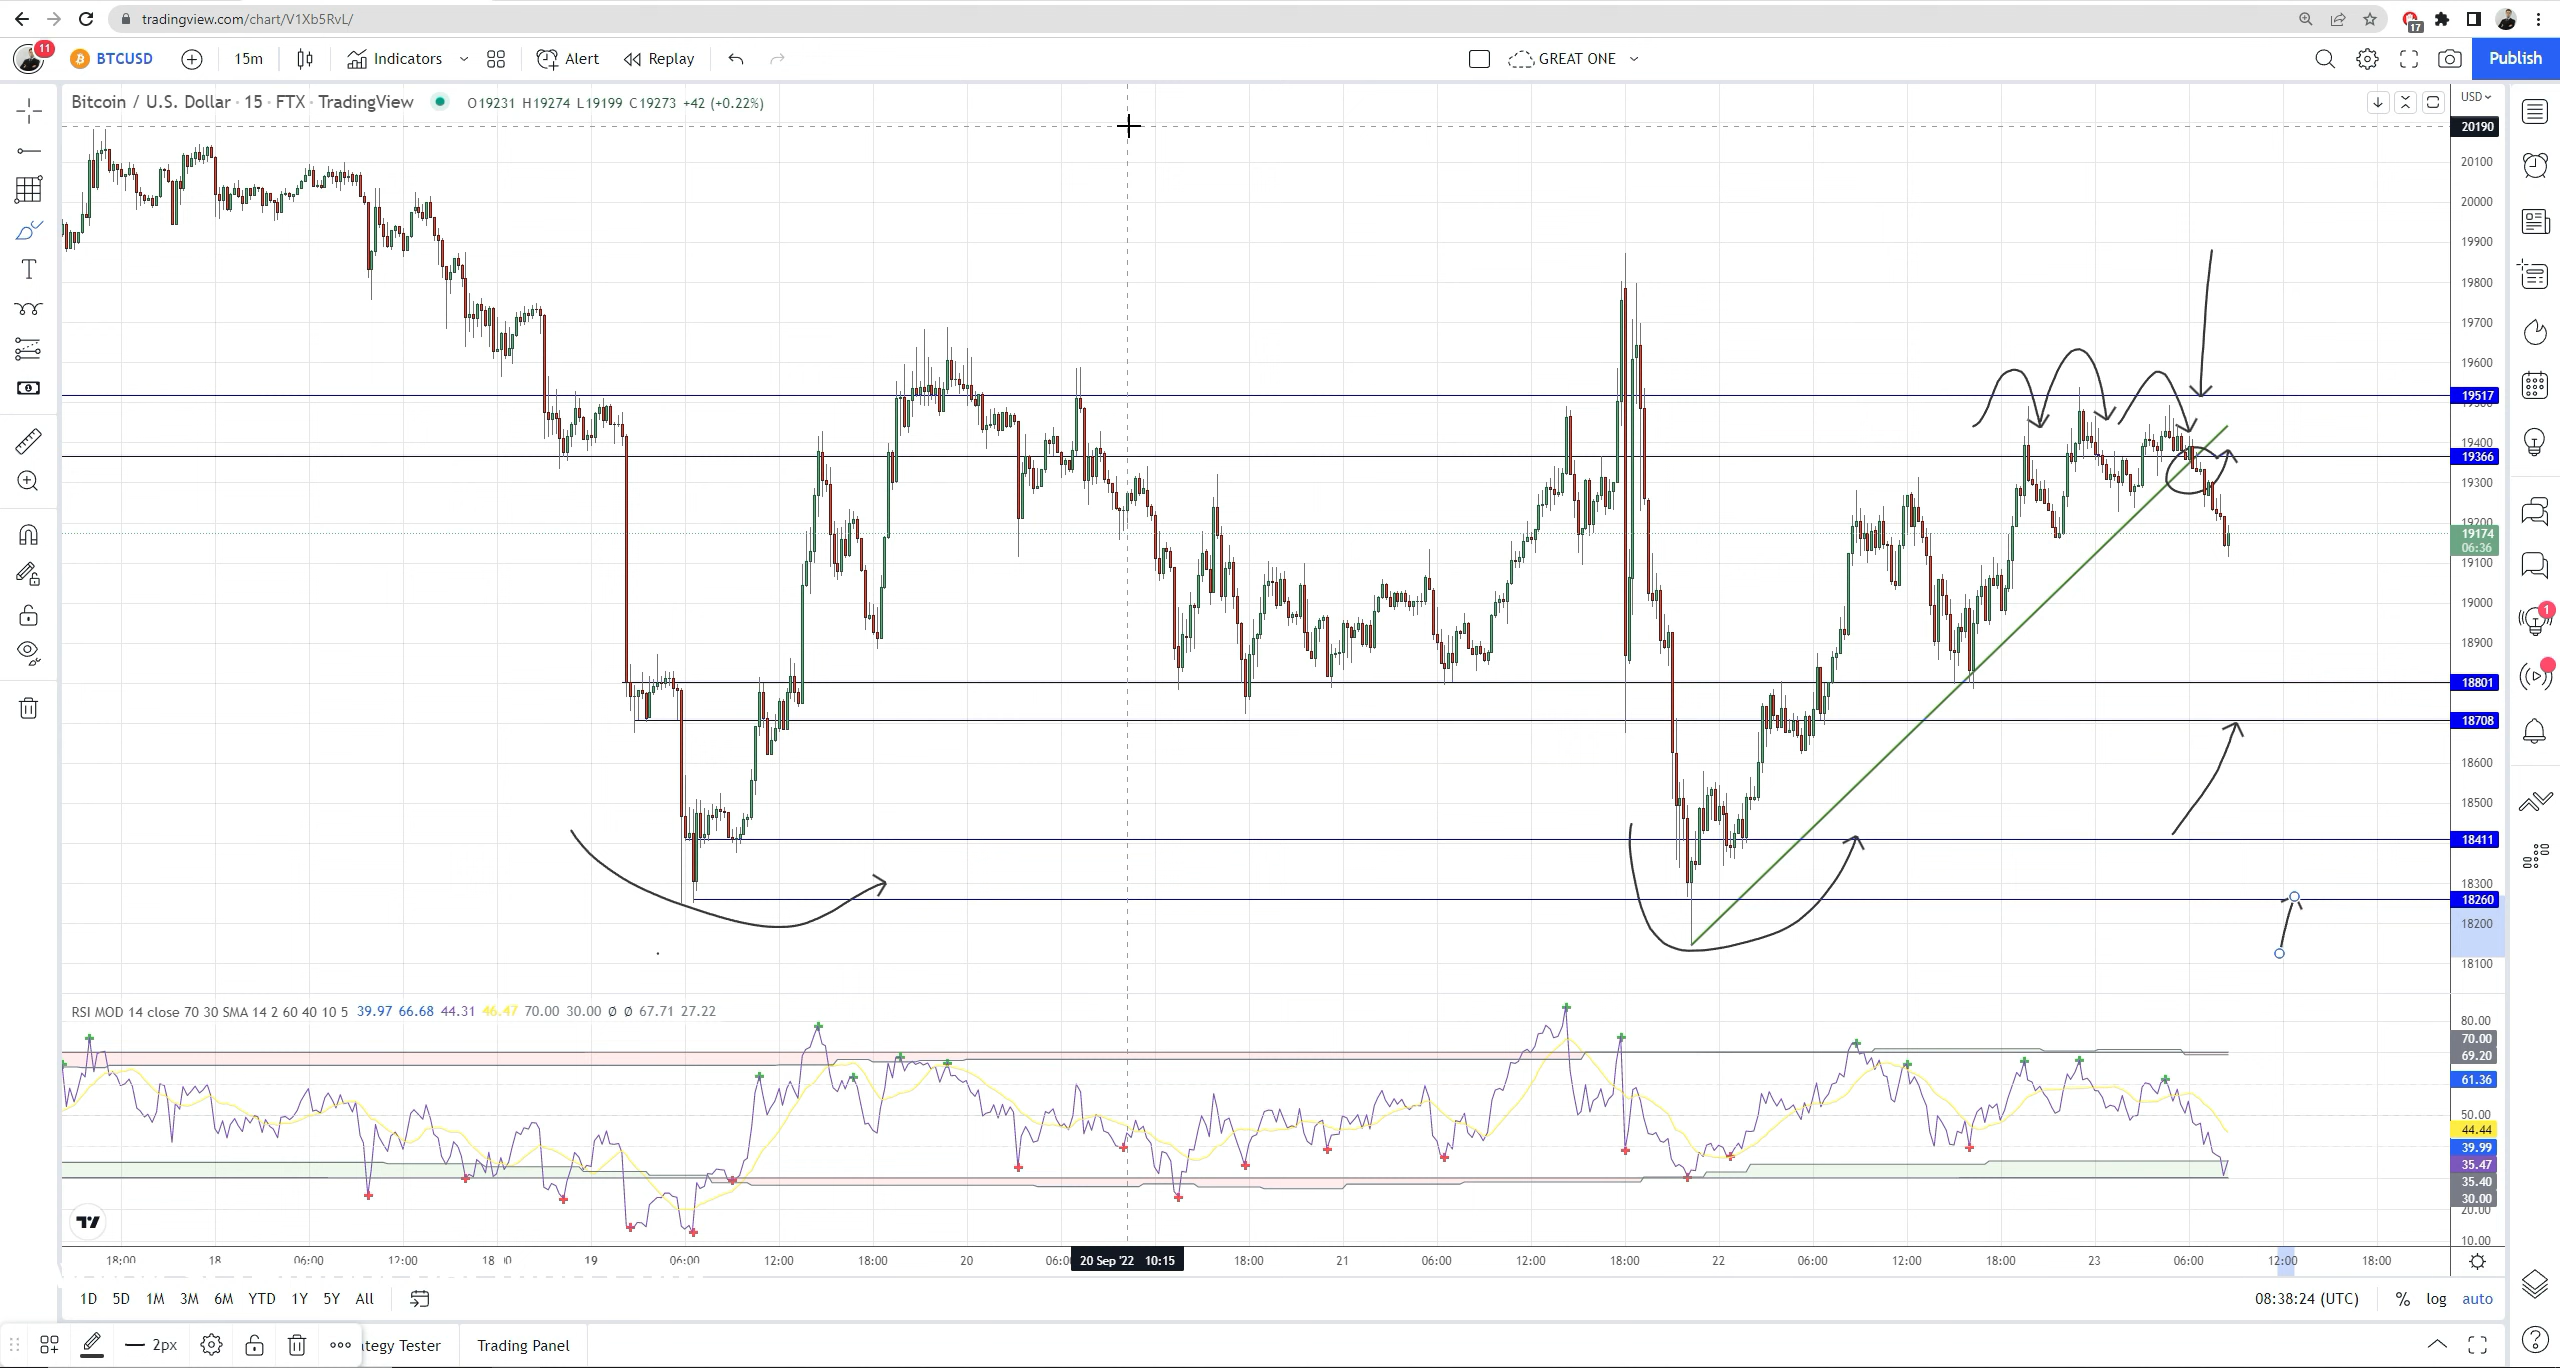 tradingview.com/chart/V1Xb5RvL/
17
11
BTCUSD
15m
Indicators
Alert
Replay
GREAT ONE
Publish
Bitcoin / U.S. Dollar · 15 · FTX · TradingView
O19231 H19274 L19199 C19273 +42 (+0.22%)
USD
20190
20100
20000
19900
19800
19700
19600
19517
19400
19366
19300
19200
19174
06:36
19100
19000
18900
18801
18708
18600
18500
18411
18300
18260
18200
18100
1
RSI MOD 14 close 70 30 SMA 14 2 60 40 10 5 39.97 66.68 44.31 46.47 70.00 30.00 Ø Ø 67.71 27.22
80.00
70.00
69.20
61.36
50.00
44.44
39.99
35.47
35.40
30.00
20.00
10.00
18:00 18 06:00 12:00 19 06:00 12:00 18:00 20 20 Sep '22 10:15 18:00 21 06:00 12:00 18:00 22 06:00 12:00 18:00 23 06:00 12:00 18:00
1D 5D 1M 3M 6M YTD 1Y 5Y All
08:38:24 (UTC) % log auto
2px
Tester
Trading Panel